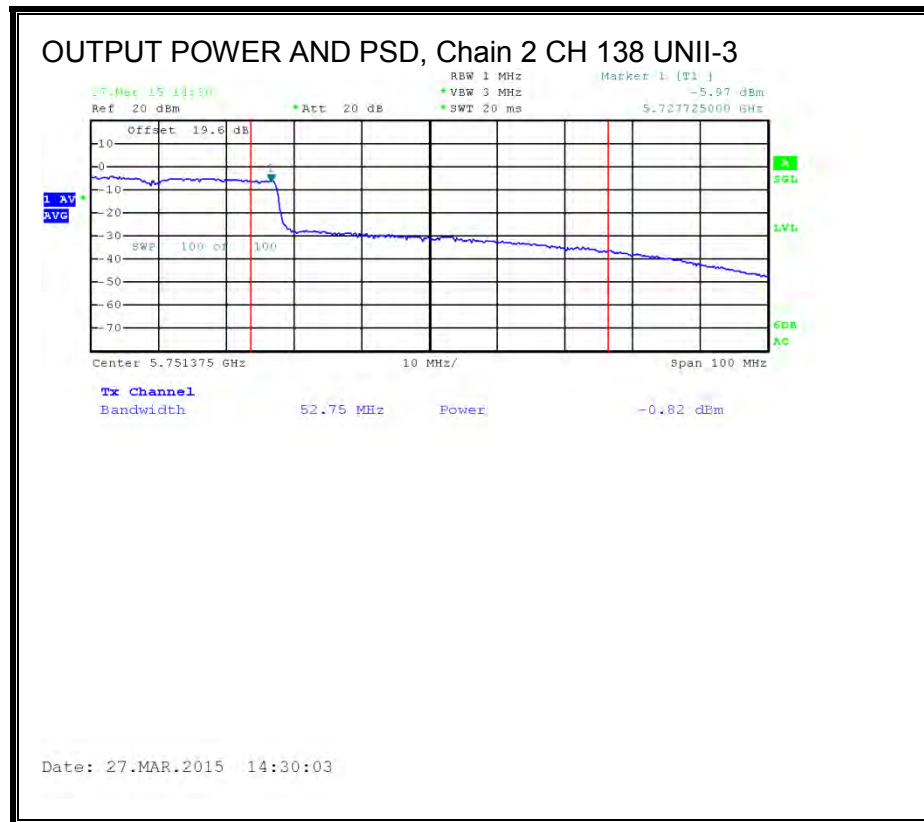 OUTPUT POWER AND PSD, Chain 2 CH 138 UNII-3
RBW 1 MHz Marker 1 [T1 ]
27.Mar 15 14:30 *VBW 3 MHz -5.97 dBm
Ref 20 dBm *Att 20 dB *SWT 20 ms 5.727725000 GHz
Offset 19.6 dB
-10
-0 A
1 SGL
-10
1 AV *
AVG -20
-30 LVL
SWP 100 of 100
-40
-50
-60
-70 6DB
AC
Center 5.751375 GHz 10 MHz/ Span 100 MHz
Tx Channel
Bandwidth 52.75 MHz Power -0.82 dBm
Date: 27.MAR.2015 14:30:03